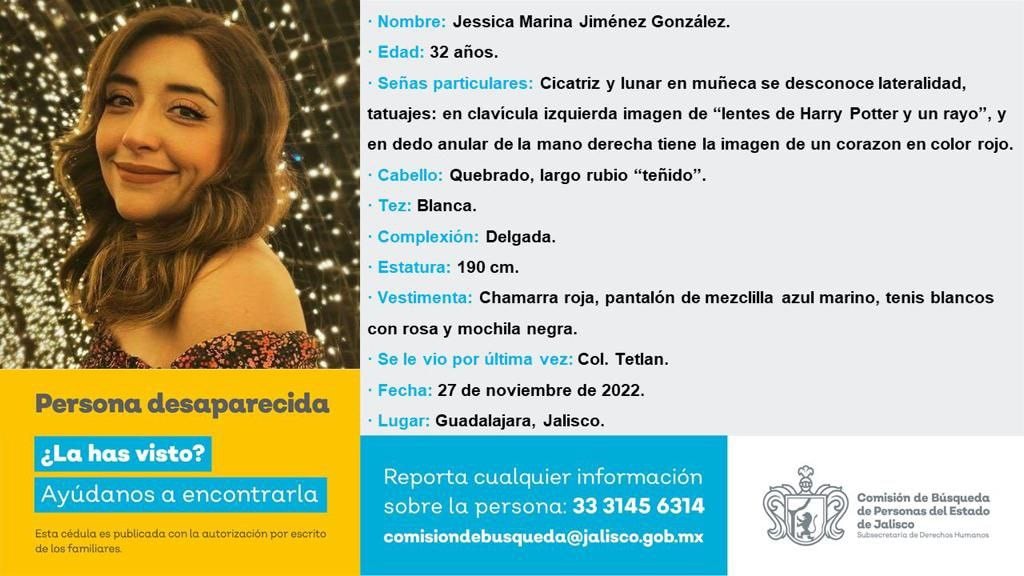 · Nombre: Jessica Marina Jiménez González.
· Edad: 32 años.
· Señas particulares: Cicatriz y lunar en muñeca se desconoce lateralidad,
tatuajes: en clavícula izquierda imagen de “lentes de Harry Potter y un rayo”, y
en dedo anular de la mano derecha tiene la imagen de un corazon en color rojo.
· Cabello: Quebrado, largo rubio “teñido”.
· Tez: Blanca.
· Complexión: Delgada.
· Estatura: 190 cm.
· Vestimenta: Chamarra roja, pantalón de mezclilla azul marino, tenis blancos
con rosa y mochila negra.
· Se le vio por última vez: Col. Tetlan.
· Fecha: 27 de noviembre de 2022.
· Lugar: Guadalajara, Jalisco.
Persona desaparecida
¿La has visto?
Ayúdanos a encontrarla
Esta cédula es publicada con la autorización por escrito
de los familiares.
Reporta cualquier información
sobre la persona: 33 3145 6314
comisiondebusqueda@jalisco.gob.mx
Comisión de Búsqueda
de Personas del Estado
de Jalisco
Subsecretaría de Derechos Humanos